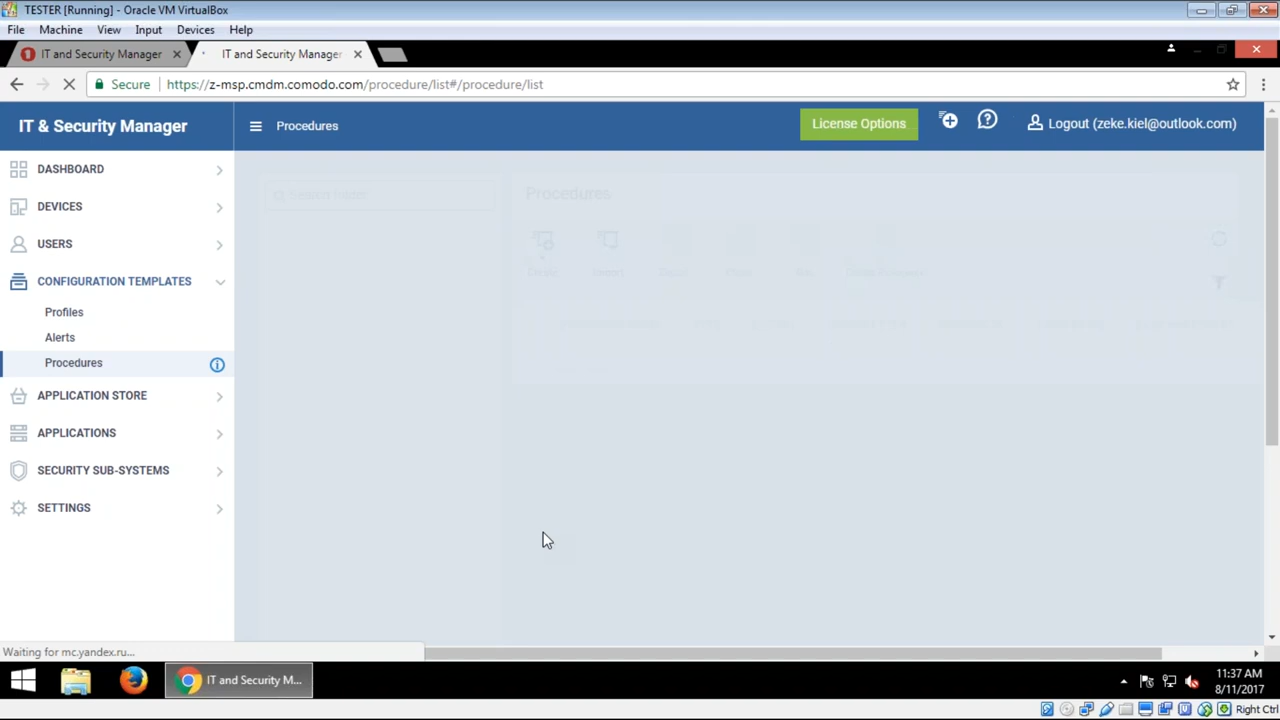 TESTER [Running] - Oracle VM VirtualBox
File Machine View Input Devices Help
IT and Security Manager
IT and Security Manager
Secure https://z-msp.cmdm.comodo.com/procedure/list#/procedure/list
IT & Security Manager
Procedures
License Options
Logout (zeke.kiel@outlook.com)
DASHBOARD
DEVICES
USERS
CONFIGURATION TEMPLATES
Profiles
Alerts
Procedures
APPLICATION STORE
APPLICATIONS
SECURITY SUB-SYSTEMS
SETTINGS
Procedures
Waiting for mc.yandex.ru...
IT and Security M...
11:37 AM
8/11/2017
Right Ctrl